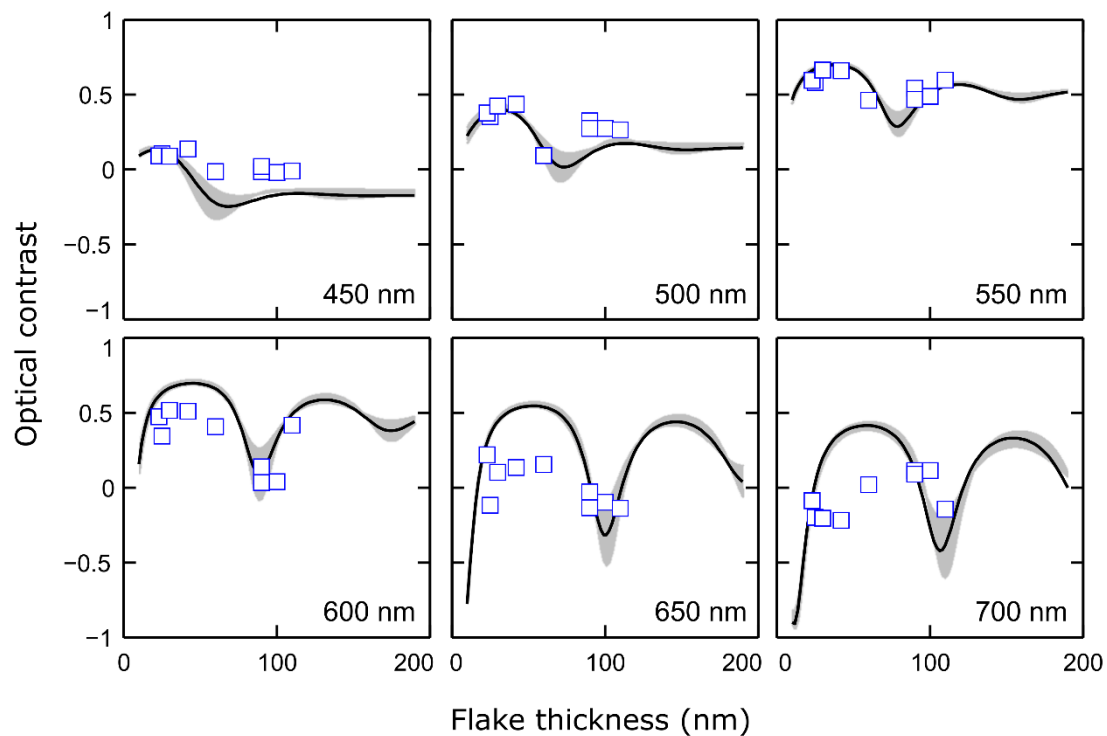 Optical contrast
1
0.5
0
−0.5
−1
450 nm
500 nm
550 nm
1
0.5
0
−0.5
−1
600 nm
650 nm
700 nm
0 100 200 0 100 200 0 100 200
Flake thickness (nm)